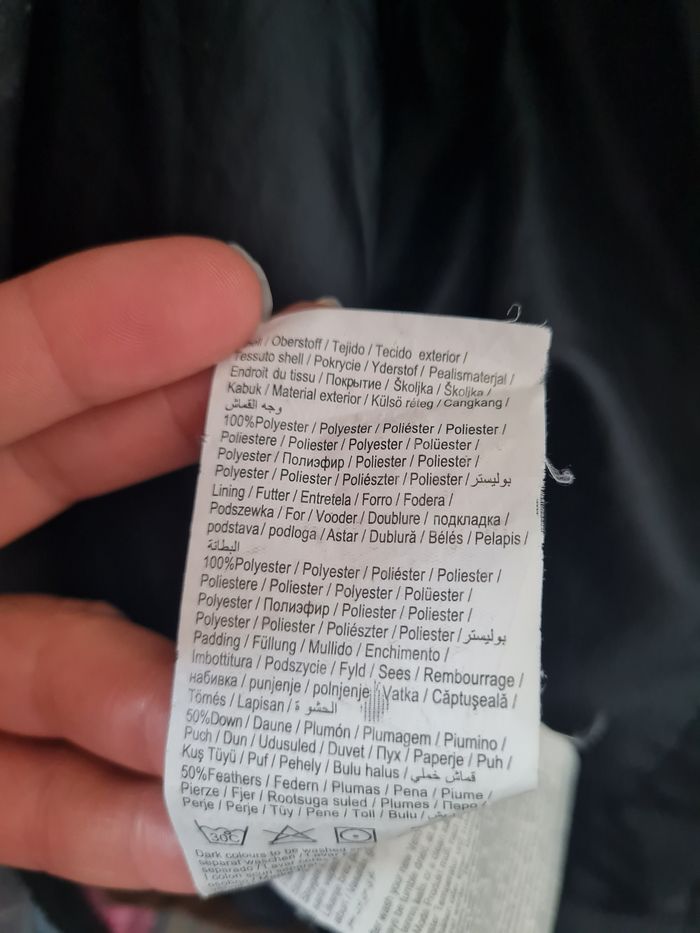 / Oberstoff / Tejido / Tecido exterior /
Tessuto shell / Pokrycie / Yderstof / Pealismaterjal /
Endroit du tissu / Покрытие / Školjka / Školjka /
Kabuk / Material exterior / Külsö réteg / Cangkang /
وجه القماش
100%Polyester / Polyester / Poliéster / Poliester /
Poliestere / Poliester / Polyester / Polüester /
Polyester / Полиэфир / Poliester / Poliester /
Polyester / Poliester / Poliészter / Poliester / بوليستر
Lining / Futter / Entretela / Forro / Fodera /
Podszewka / For / Vooder / Doublure / подкладка /
podstava / podloga / Astar / Dublură / Bélés / Pelapis /
البطانة
100%Polyester / Polyester / Poliéster / Poliester /
Poliestere / Poliester / Polyester / Polüester /
Polyester / Полиэфир / Poliester / Poliester /
Polyester / Poliester / Poliészter / Poliester / بوليستر
Padding / Füllung / Mullido / Enchimento /
Imbottitura / Podszycie / Fyld / Sees / Rembourrage /
набивка / punjenje / polnjenje / Vatka / Căptuşeală /
Tömés / Lapisan / الحشو ة
50%Down / Daune / Plumón / Plumagem / Piumino /
Puch / Dun / Udusuled / Duvet / Пух / Paperje / Puh /
Kuş Tüyü / Puf / Pehely / Bulu halus / قماش خملي
50%Feathers / Federn / Plumas / Pena / Piume /
Pierze / Fjer / Rootsuga suled / Plumes / Перо /
Perje / Perje / Tüy / Pene / Toll / Bulu /
30C
Dark colours to be washed
separat waschen /
separado /